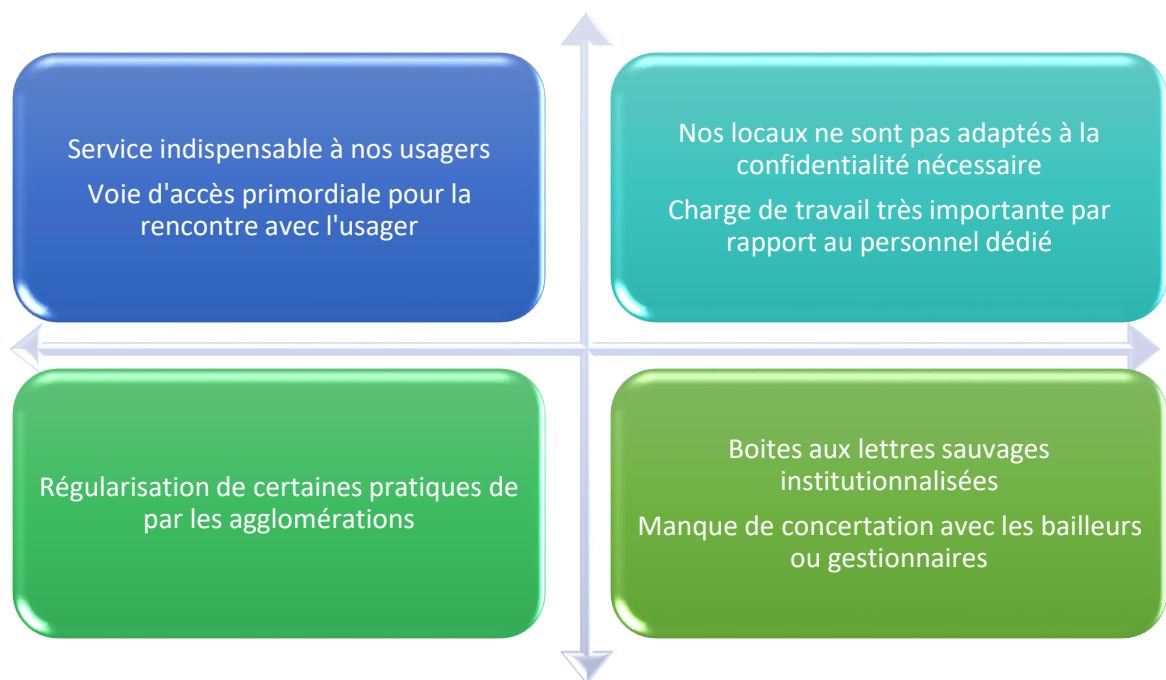 Service indispensable à nos usagers
Voie d'accès primordiale pour la
rencontre avec l'usager
Nos locaux ne sont pas adaptés à la
confidentialité nécessaire
Charge de travail très importante par
rapport au personnel dédié
Régularisation de certaines pratiques de
par les agglomérations
Boites aux lettres sauvages
institutionnalisées
Manque de concertation avec les bailleurs
ou gestionnaires